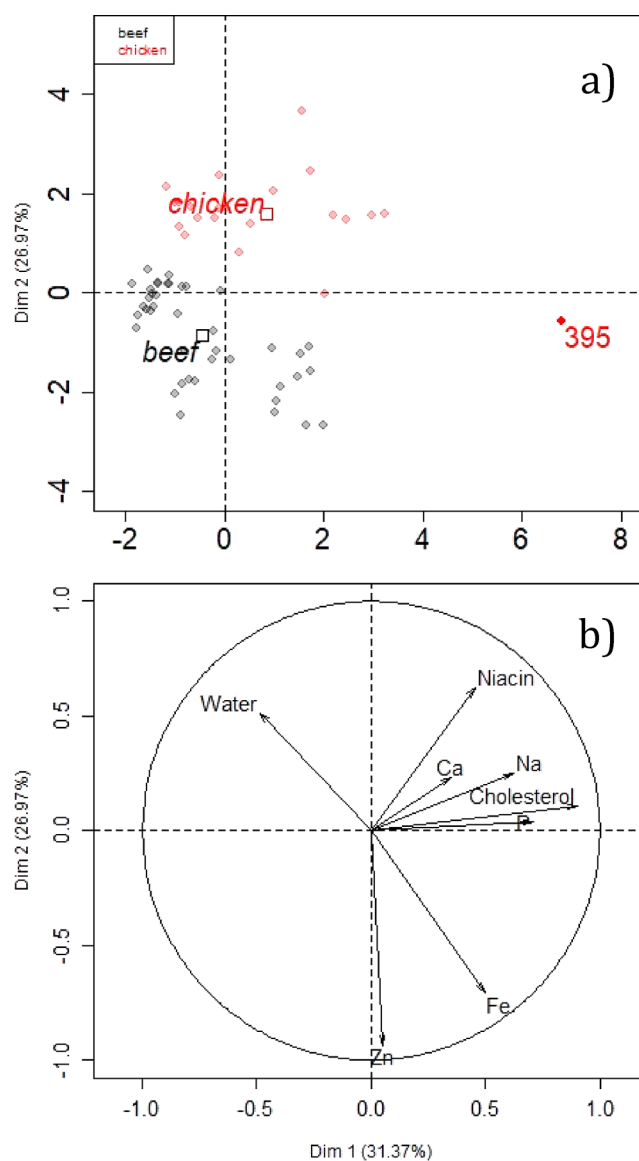 beef
chicken
a)
4
2
0
-2
-4
Dim 2 (26.97%)
chicken
beef
395
-2
0
2
4
6
8
b)
1.0
0.5
0.0
-0.5
-1.0
Dim 2 (26.97%)
Water
Niacin
Ca
Na
Cholesterol
P
Fe
Zn
-1.0
-0.5
0.0
0.5
1.0
Dim 1 (31.37%)